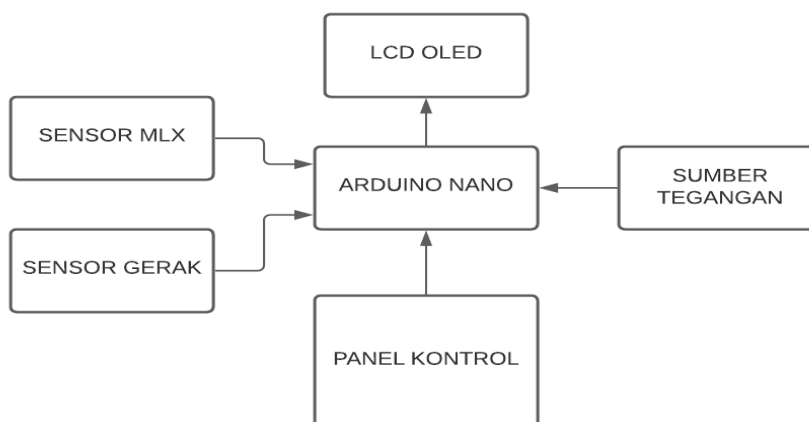 LCD OLED
SENSOR MLX
ARDUINO NANO
SUMBER
TEGANGAN
SENSOR GERAK
PANEL KONTROL